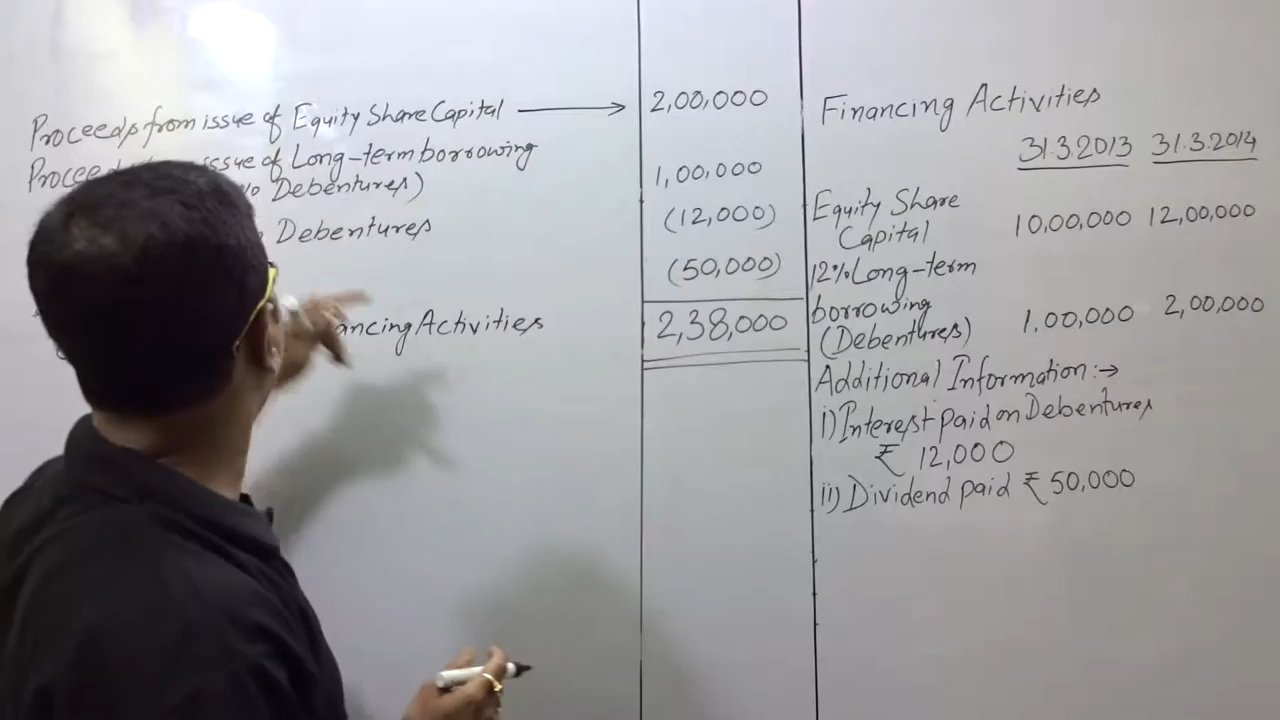 Proceeds from issue of Equity Share Capital → 2,00,000
issue of Long-term borrowing
Debentures) 1,00,000
Debentures (12,000)
(50,000)
Activities 2,38,000
Financing Activities
31.3.2013 31.3.2014
Equity Share
Capital 10,00,000 12,00,000
12% Long-term
borrowing
(Debentures) 1,00,000 2,00,000
Additional Information:→
i) Interest paid on Debentures
₹ 12,000
ii) Dividend paid ₹ 50,000